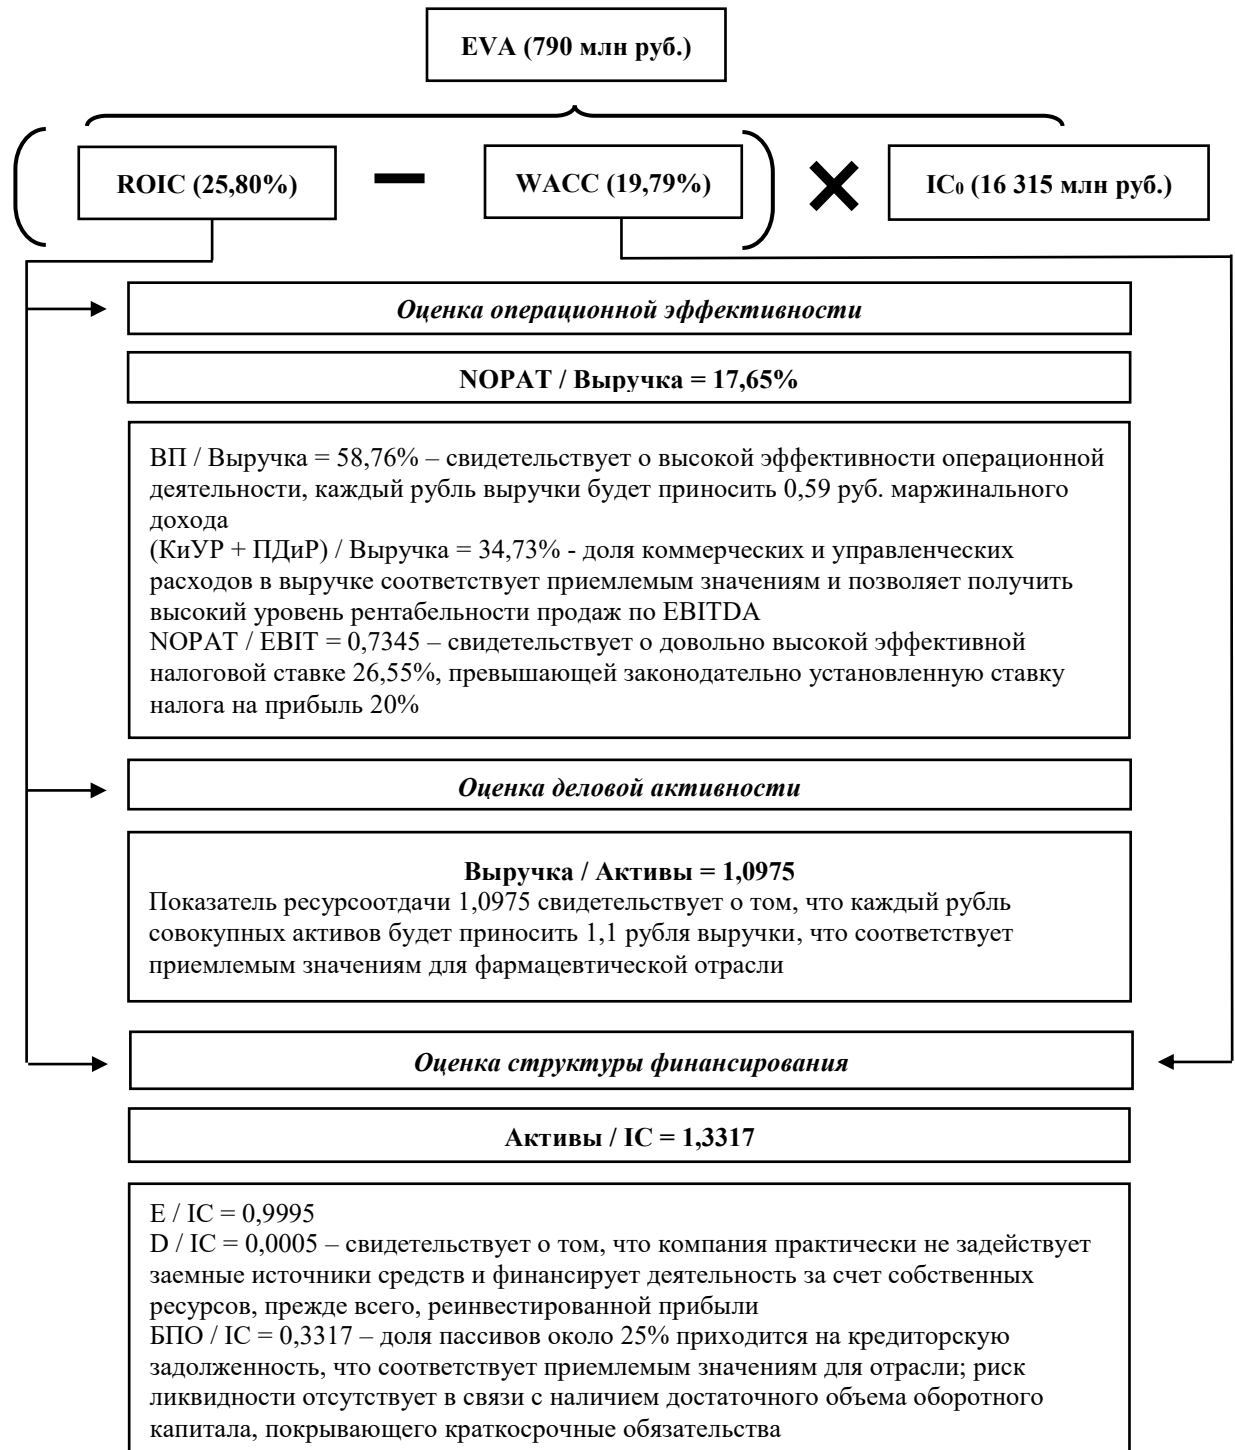 EVA (790 млн руб.)
ROIC (25,80%)
WACC (19,79%)
IC₀ (16 315 млн руб.)
Оценка операционной эффективности
NOPAT / Выручка = 17,65%
ВП / Выручка = 58,76% – свидетельствует о высокой эффективности операционной
деятельности, каждый рубль выручки будет приносить 0,59 руб. маржинального
дохода
(КиУР + ПДиР) / Выручка = 34,73% - доля коммерческих и управленческих
расходов в выручке соответствует приемлемым значениям и позволяет получить
высокий уровень рентабельности продаж по EBITDA
NOPAT / EBIT = 0,7345 – свидетельствует о довольно высокой эффективной
налоговой ставке 26,55%, превышающей законодательно установленную ставку
налога на прибыль 20%
Оценка деловой активности
Выручка / Активы = 1,0975
Показатель ресурсоотдачи 1,0975 свидетельствует о том, что каждый рубль
совокупных активов будет приносить 1,1 рубля выручки, что соответствует
приемлемым значениям для фармацевтической отрасли
Оценка структуры финансирования
Активы / IC = 1,3317
E / IC = 0,9995
D / IC = 0,0005 – свидетельствует о том, что компания практически не задействует
заемные источники средств и финансирует деятельность за счет собственных
ресурсов, прежде всего, реинвестированной прибыли
БПО / IC = 0,3317 – доля пассивов около 25% приходится на кредиторскую
задолженность, что соответствует приемлемым значениям для отрасли; риск
ликвидности отсутствует в связи с наличием достаточного объема оборотного
капитала, покрывающего краткосрочные обязательства